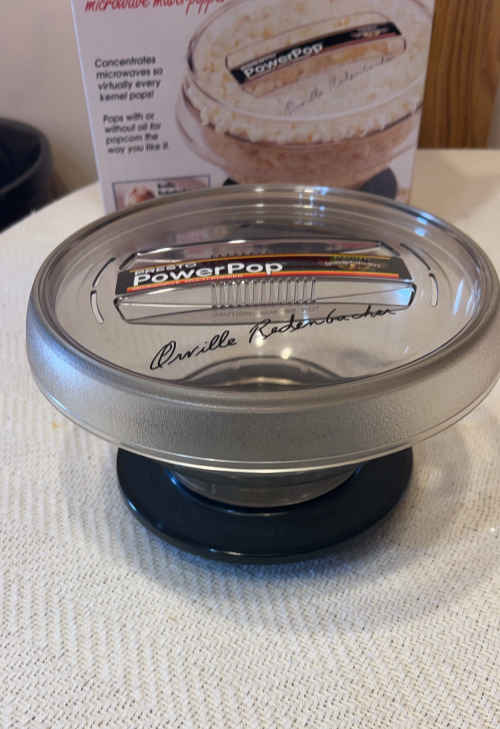 microwave multi-popper
Concentrates
microwaves so
virtually every
kernel pops!
Pops with or
without oil for
popcorn the
way you like it
PowerPop
Orville Redenbacher
PRESTO
PowerPop
Orville Redenbacher